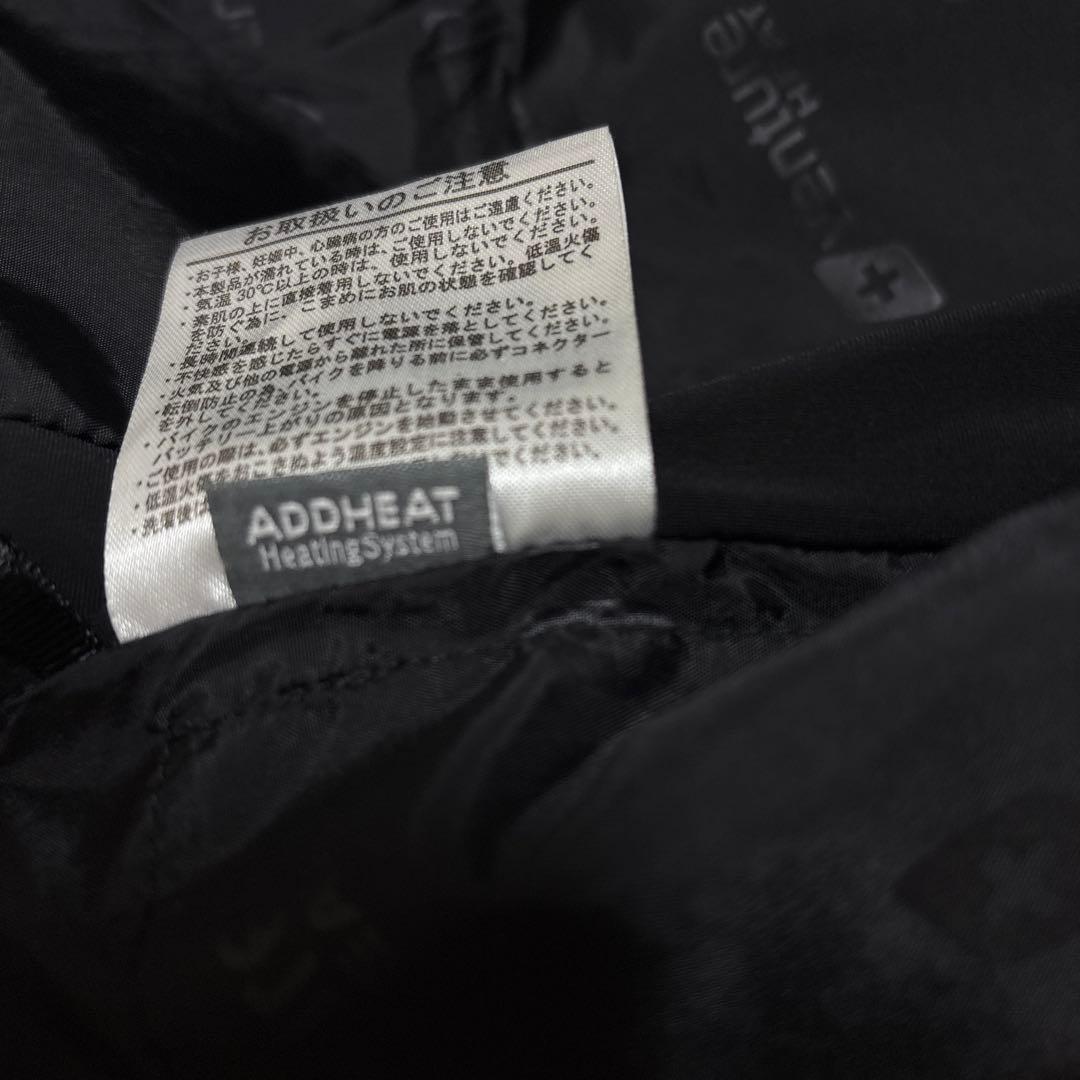 venture
HEAT
お取扱いのご注意
・お子様、妊娠中、心臓病の方のご使用はご遠慮ください。
・本製品が濡れている時は、ご使用しないでください。
・気温30℃以上の時は、使用しないでください。
・素肌の上に直接着用しないでください。低温火傷
を防ぐ為に、こまめにお肌の状態を確認してく
ださい。
・長時間連続して使用しないでください。
・不快感を感じたらすぐに電源を落としてください。
・火気及び他の電源から離れた所に保管してください。
・転倒防止の為、バイクを降りる前に必ずコネクター
を外してください。
・バイクのエンジンを停止したまま使用すると
バッテリー上がりの原因となります。
・ご使用の際は、必ずエンジンを始動させてください。
・低温火傷をおこさぬよう温度設定に注意してください。
・洗濯後は
ADDHEAT
HeatingSystem